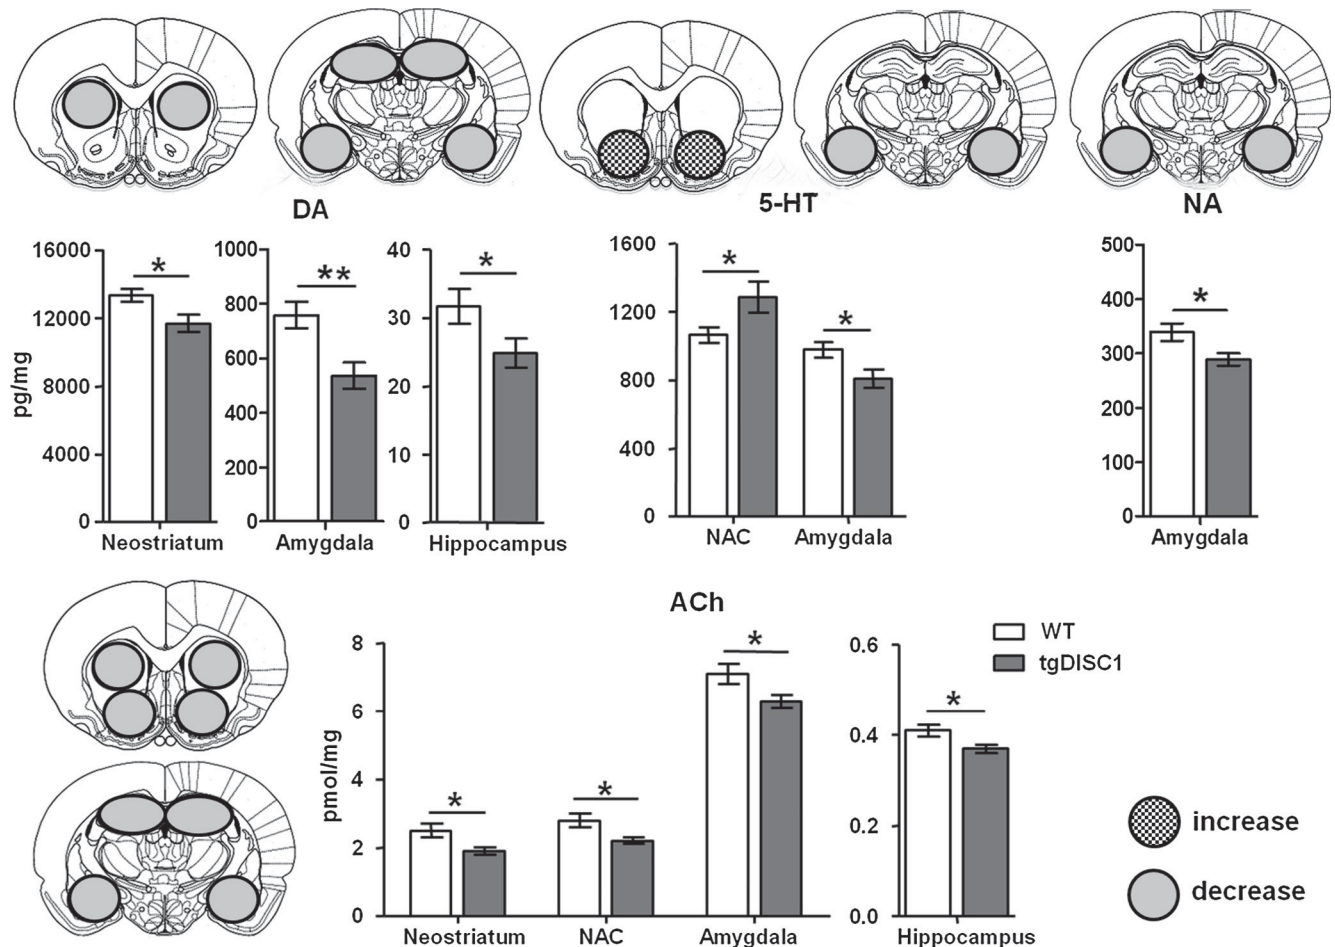 DA
5-HT
NA
pg/mg
16000
12000
8000
4000
0
*
Neostriatum
1000
800
600
400
200
0
**
Amygdala
40
30
20
10
0
*
Hippocampus
1600
1200
800
400
0
*
*
NAC
Amygdala
500
400
300
200
100
0
*
Amygdala
ACh
pmol/mg
8
6
4
2
0
*
*
*
Neostriatum
NAC
Amygdala
0.6
0.4
0.2
0.0
*
Hippocampus
WT
tgDISC1
increase
decrease